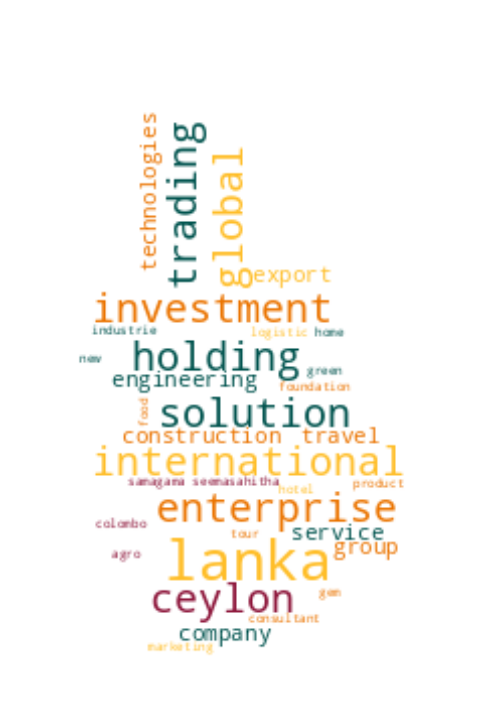 technologies
trading
global
export
investment
industrie
logistic home
new
holding
green
engineering
foundation
food
solution
construction travel
international
samagama seemasahitha
product
hotel
enterprise
colombo
service
tour
group
agro
lanka
ceylon
gem
consultant
company
marketing